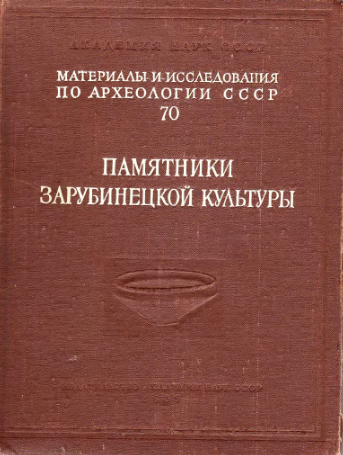 АКАДЕМИЯ НАУК СССР
МАТЕРИАЛЫ И ИССЛЕДОВАНИЯ
ПО АРХЕОЛОГИИ СССР
70
ПАМЯТНИКИ
ЗАРУБИНЕЦКОЙ КУЛЬТУРЫ
ИЗДАТЕЛЬСТВО АКАДЕМИИ НАУК СССР